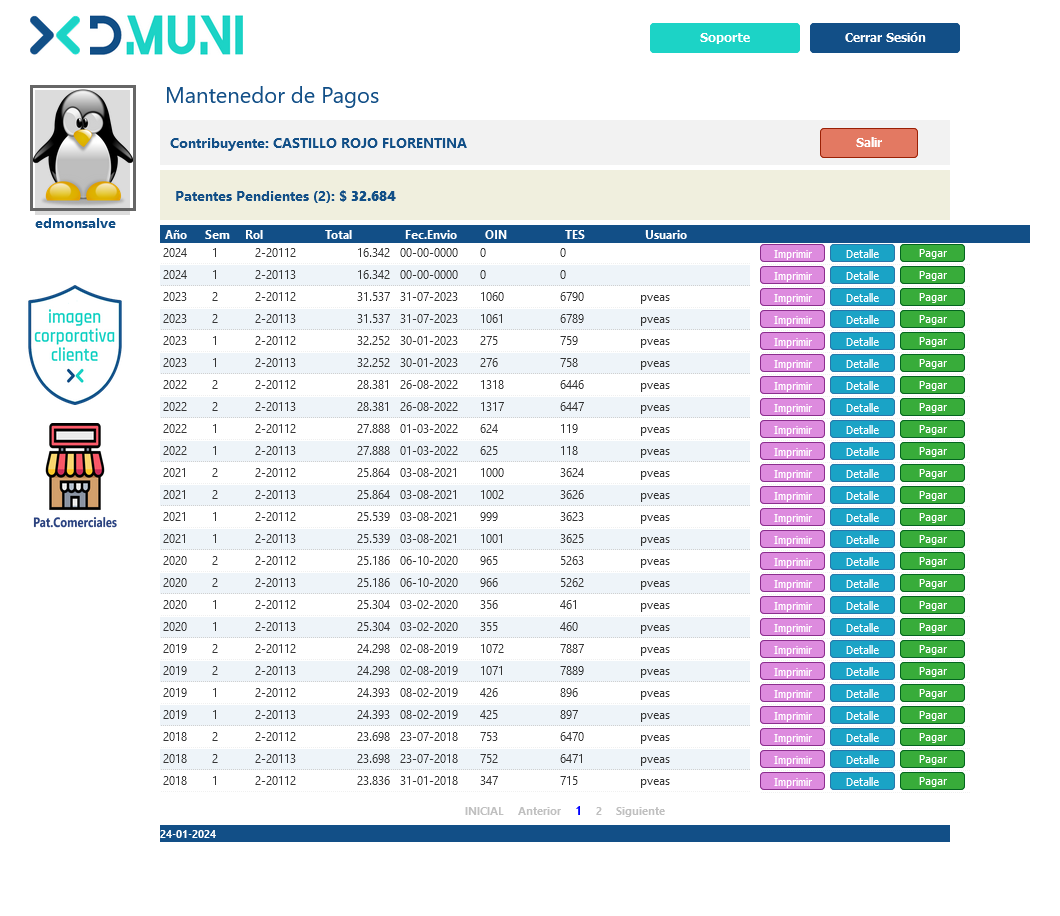 XDMUNI
Soporte
Cerrar Sesión
Mantenedor de Pagos
Contribuyente: CASTILLO ROJO FLORENTINA
Salir
Patentes Pendientes (2): $ 32.684
edmonsalve
imagen
corporativa
cliente
Pat.Comerciales
Año Sem Rol Total Fec.Envio OIN TES Usuario
2024 1 2-20112 16.342 00-00-0000 0 0 Imprimir Detalle Pagar
2024 1 2-20113 16.342 00-00-0000 0 0 Imprimir Detalle Pagar
2023 2 2-20112 31.537 31-07-2023 1060 6790 pveas Imprimir Detalle Pagar
2023 2 2-20113 31.537 31-07-2023 1061 6789 pveas Imprimir Detalle Pagar
2023 1 2-20112 32.252 30-01-2023 275 759 pveas Imprimir Detalle Pagar
2023 1 2-20113 32.252 30-01-2023 276 758 pveas Imprimir Detalle Pagar
2022 2 2-20112 28.381 26-08-2022 1318 6446 pveas Imprimir Detalle Pagar
2022 2 2-20113 28.381 26-08-2022 1317 6447 pveas Imprimir Detalle Pagar
2022 1 2-20112 27.888 01-03-2022 624 119 pveas Imprimir Detalle Pagar
2022 1 2-20113 27.888 01-03-2022 625 118 pveas Imprimir Detalle Pagar
2021 2 2-20112 25.864 03-08-2021 1000 3624 pveas Imprimir Detalle Pagar
2021 2 2-20113 25.864 03-08-2021 1002 3626 pveas Imprimir Detalle Pagar
2021 1 2-20112 25.539 03-08-2021 999 3623 pveas Imprimir Detalle Pagar
2021 1 2-20113 25.539 03-08-2021 1001 3625 pveas Imprimir Detalle Pagar
2020 2 2-20112 25.186 06-10-2020 965 5263 pveas Imprimir Detalle Pagar
2020 2 2-20113 25.186 06-10-2020 966 5262 pveas Imprimir Detalle Pagar
2020 1 2-20112 25.304 03-02-2020 356 461 pveas Imprimir Detalle Pagar
2020 1 2-20113 25.304 03-02-2020 355 460 pveas Imprimir Detalle Pagar
2019 2 2-20112 24.298 02-08-2019 1072 7887 pveas Imprimir Detalle Pagar
2019 2 2-20113 24.298 02-08-2019 1071 7889 pveas Imprimir Detalle Pagar
2019 1 2-20112 24.393 08-02-2019 426 896 pveas Imprimir Detalle Pagar
2019 1 2-20113 24.393 08-02-2019 425 897 pveas Imprimir Detalle Pagar
2018 2 2-20112 23.698 23-07-2018 753 6470 pveas Imprimir Detalle Pagar
2018 2 2-20113 23.698 23-07-2018 752 6471 pveas Imprimir Detalle Pagar
2018 1 2-20112 23.836 31-01-2018 347 715 pveas Imprimir Detalle Pagar
INICIAL Anterior 1 2 Siguiente
24-01-2024